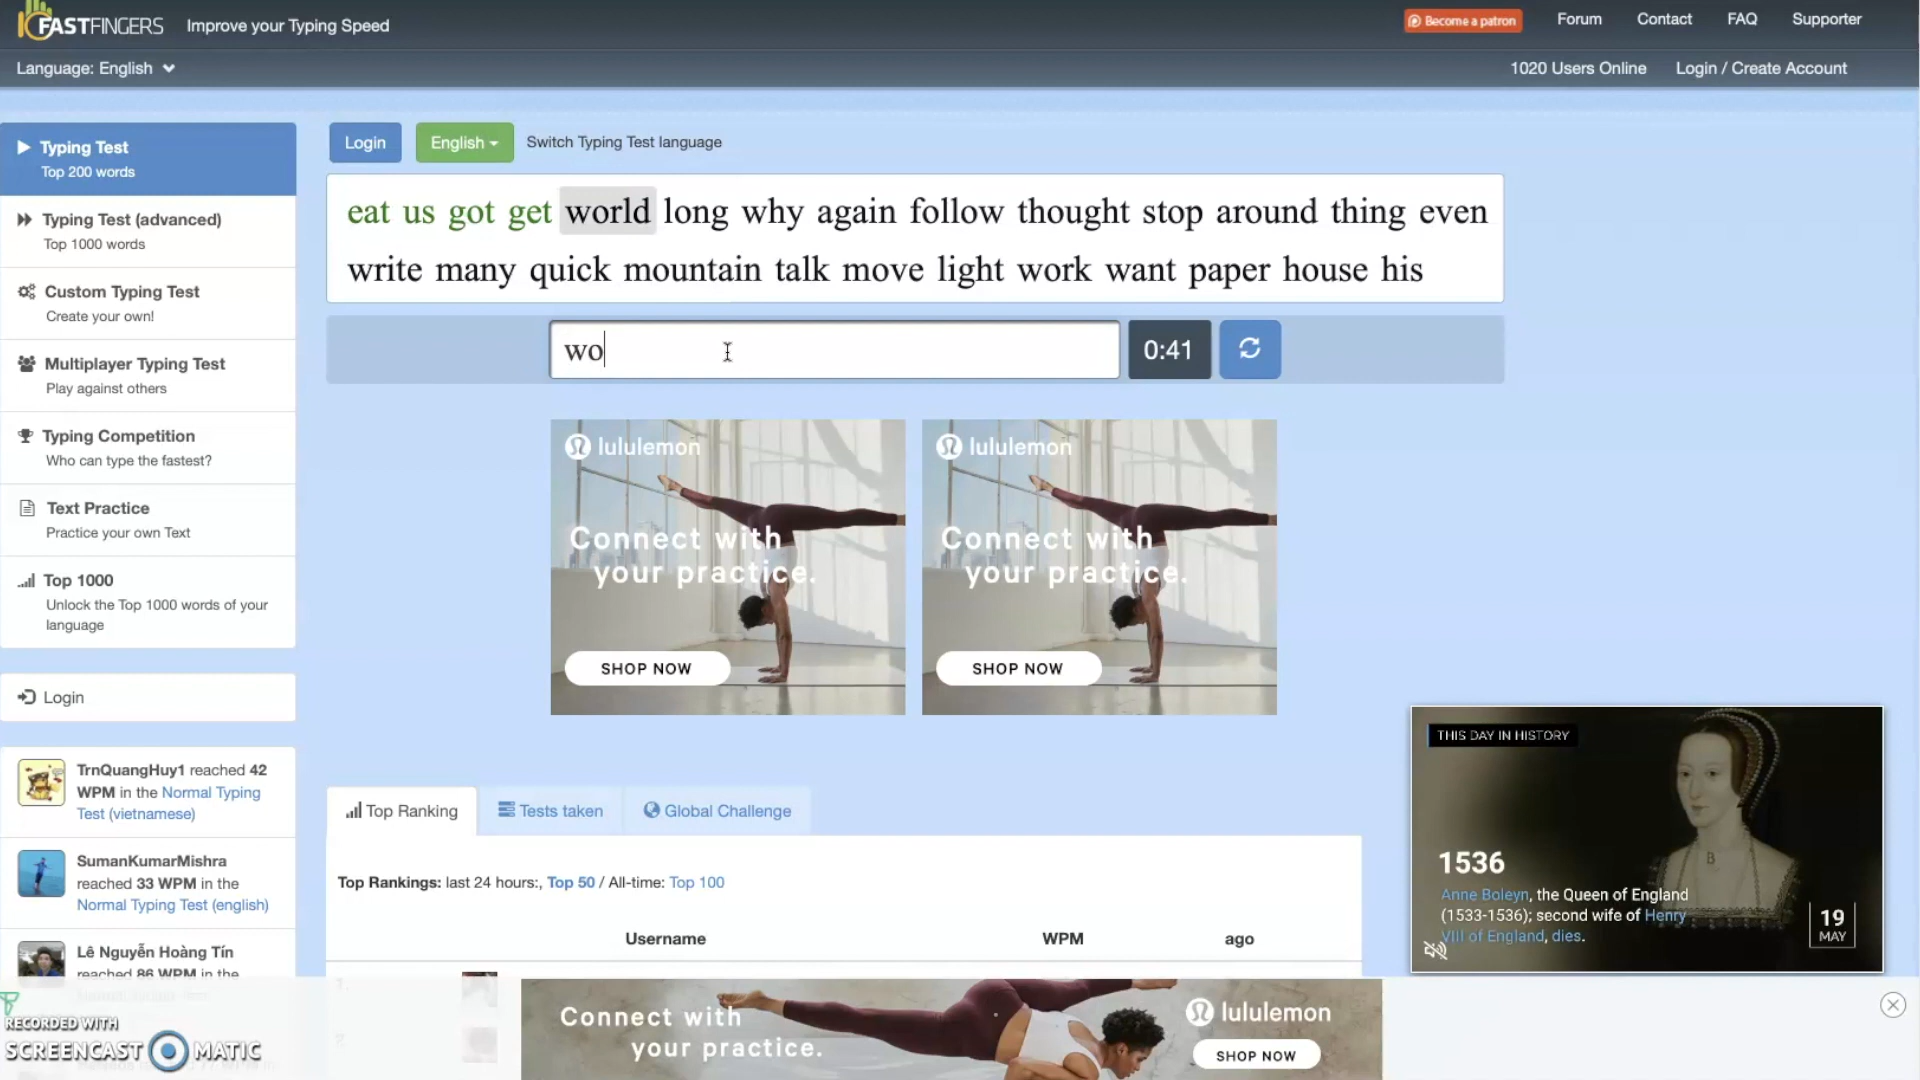 FASTFINGERS Improve your Typing Speed
Become a patron Forum Contact FAQ Supporter
Language: English
1020 Users Online Login / Create Account
Typing Test
Top 200 words
Typing Test (advanced)
Top 1000 words
Custom Typing Test
Create your own!
Multiplayer Typing Test
Play against others
Typing Competition
Who can type the fastest?
Text Practice
Practice your own Text
Top 1000
Unlock the Top 1000 words of your
language
Login
TrnQuangHuy1 reached 42
WPM in the Normal Typing
Test (vietnamese)
SumanKumarMishra
reached 33 WPM in the
Normal Typing Test (english)
Lê Nguyễn Hoàng Tín
reached 86 WPM in the
Login English Switch Typing Test language
eat us got get world long why again follow thought stop around thing even
write many quick mountain talk move light work want paper house his
wo 0:41
lululemon
Connect with
your practice.
SHOP NOW
lululemon
Connect with
your practice.
SHOP NOW
Top Ranking Tests taken Global Challenge
Top Rankings: last 24 hours:, Top 50 / All-time: Top 100
Username WPM ago
THIS DAY IN HISTORY
1536
Anne Boleyn, the Queen of England
(1533-1536); second wife of Henry
VIII of England, dies.
19
MAY
B
Connect with
your practice.
lululemon
SHOP NOW
RECORDED WITH
SCREENCAST MATIC